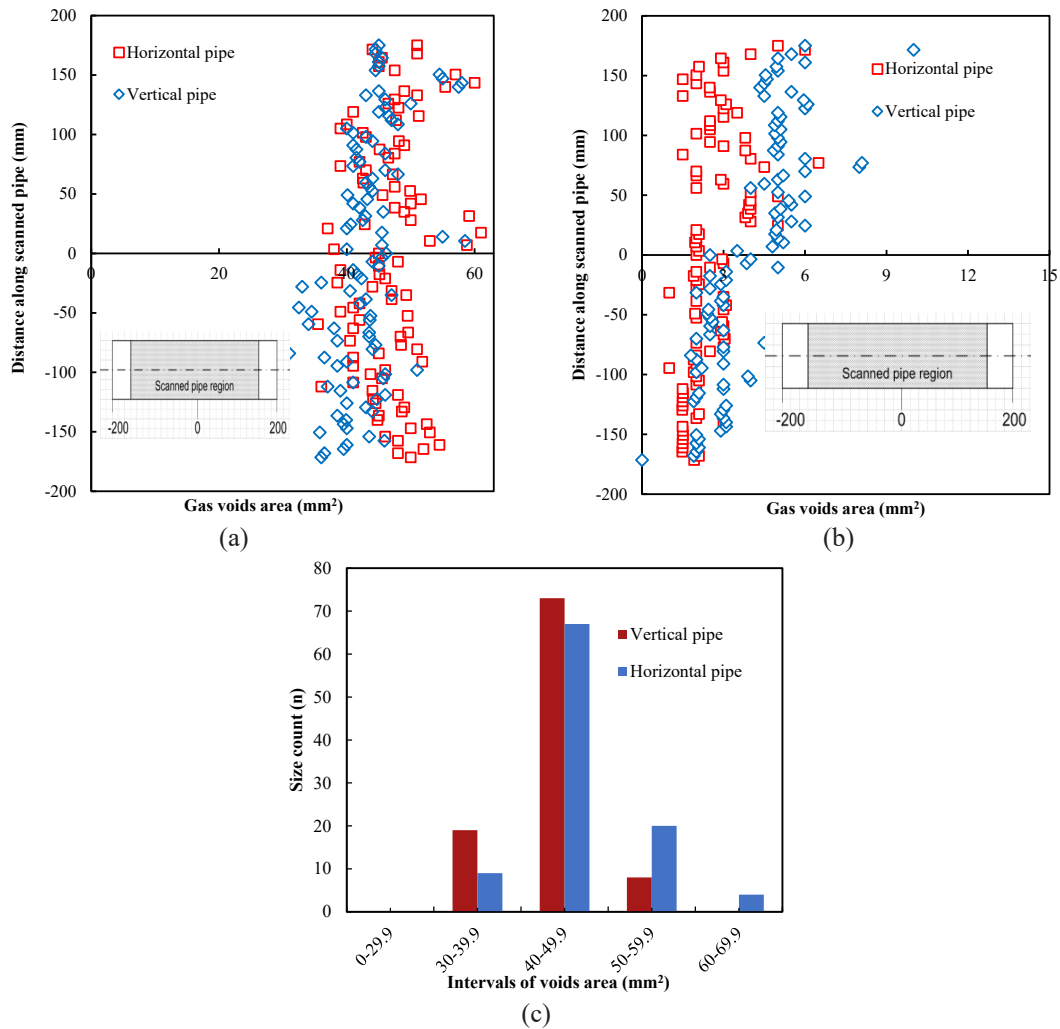 200
150
100
50
0
-50
-100
-150
-200
0
20
40
60
Distance along scanned pipe (mm)
Gas voids area (mm²)
Horizontal pipe
Vertical pipe
Scanned pipe region
-200
0
200
(a)
200
150
100
50
0
-50
-100
-150
-200
0
3
6
9
12
15
Distance along scanned pipe (mm)
Gas voids area (mm²)
Horizontal pipe
Vertical pipe
Scanned pipe region
-200
0
200
(b)
80
70
60
50
40
30
20
10
0
Size count (n)
Vertical pipe
Horizontal pipe
0-29.9
30-39.9
40-49.9
50-59.9
60-69.9
Intervals of voids area (mm²)
(c)